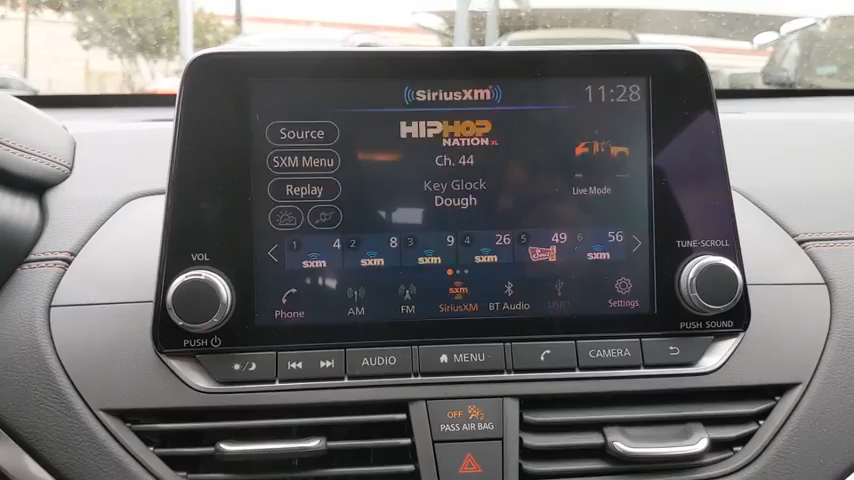 SiriusXM
11:28
Source
HIPHOP
NATION XL
SXM Menu
Ch. 44
Replay
Key Glock
Live Mode
Dough
1 4 2 8 3 9 4 26 5 49 6 56
sxm sxm sxm sxm sxm
VOL
TUNE·SCROLL
sxm
Phone AM FM SiriusXM BT Audio USB1 Settings
PUSH
PUSH SOUND
AUDIO MENU CAMERA
OFF
PASS AIR BAG